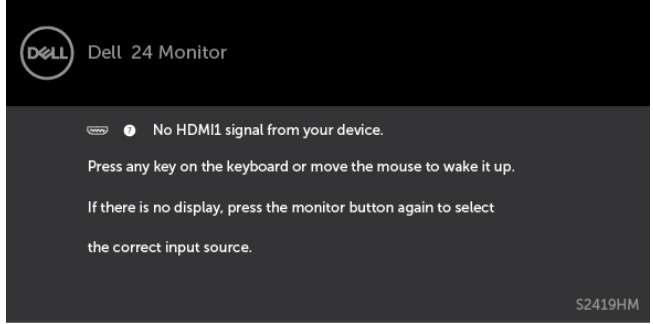 DELL
Dell 24 Monitor
? No HDMI1 signal from your device.
Press any key on the keyboard or move the mouse to wake it up.
If there is no display, press the monitor button again to select
the correct input source.
S2419HM